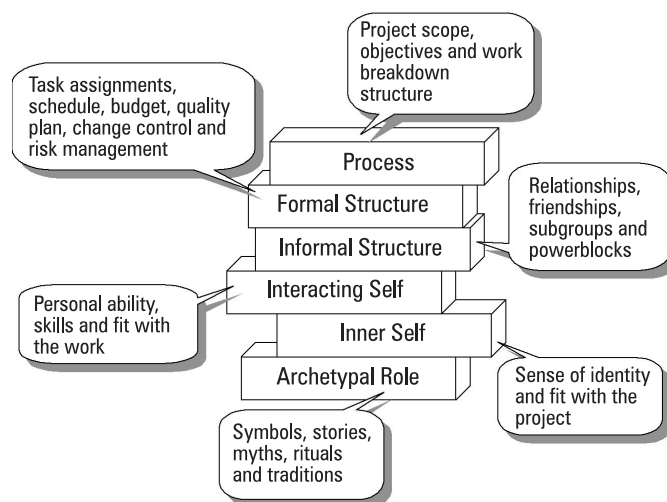 Project scope,
objectives and work
breakdown
structure
Task assignments,
schedule, budget, quality
plan, change control and
risk management
Process
Formal Structure
Relationships,
friendships,
subgroups and
powerblocks
Informal Structure
Interacting Self
Personal ability,
skills and fit with
the work
Inner Self
Sense of identity
and fit with the
project
Archetypal Role
Symbols, stories,
myths, rituals
and traditions